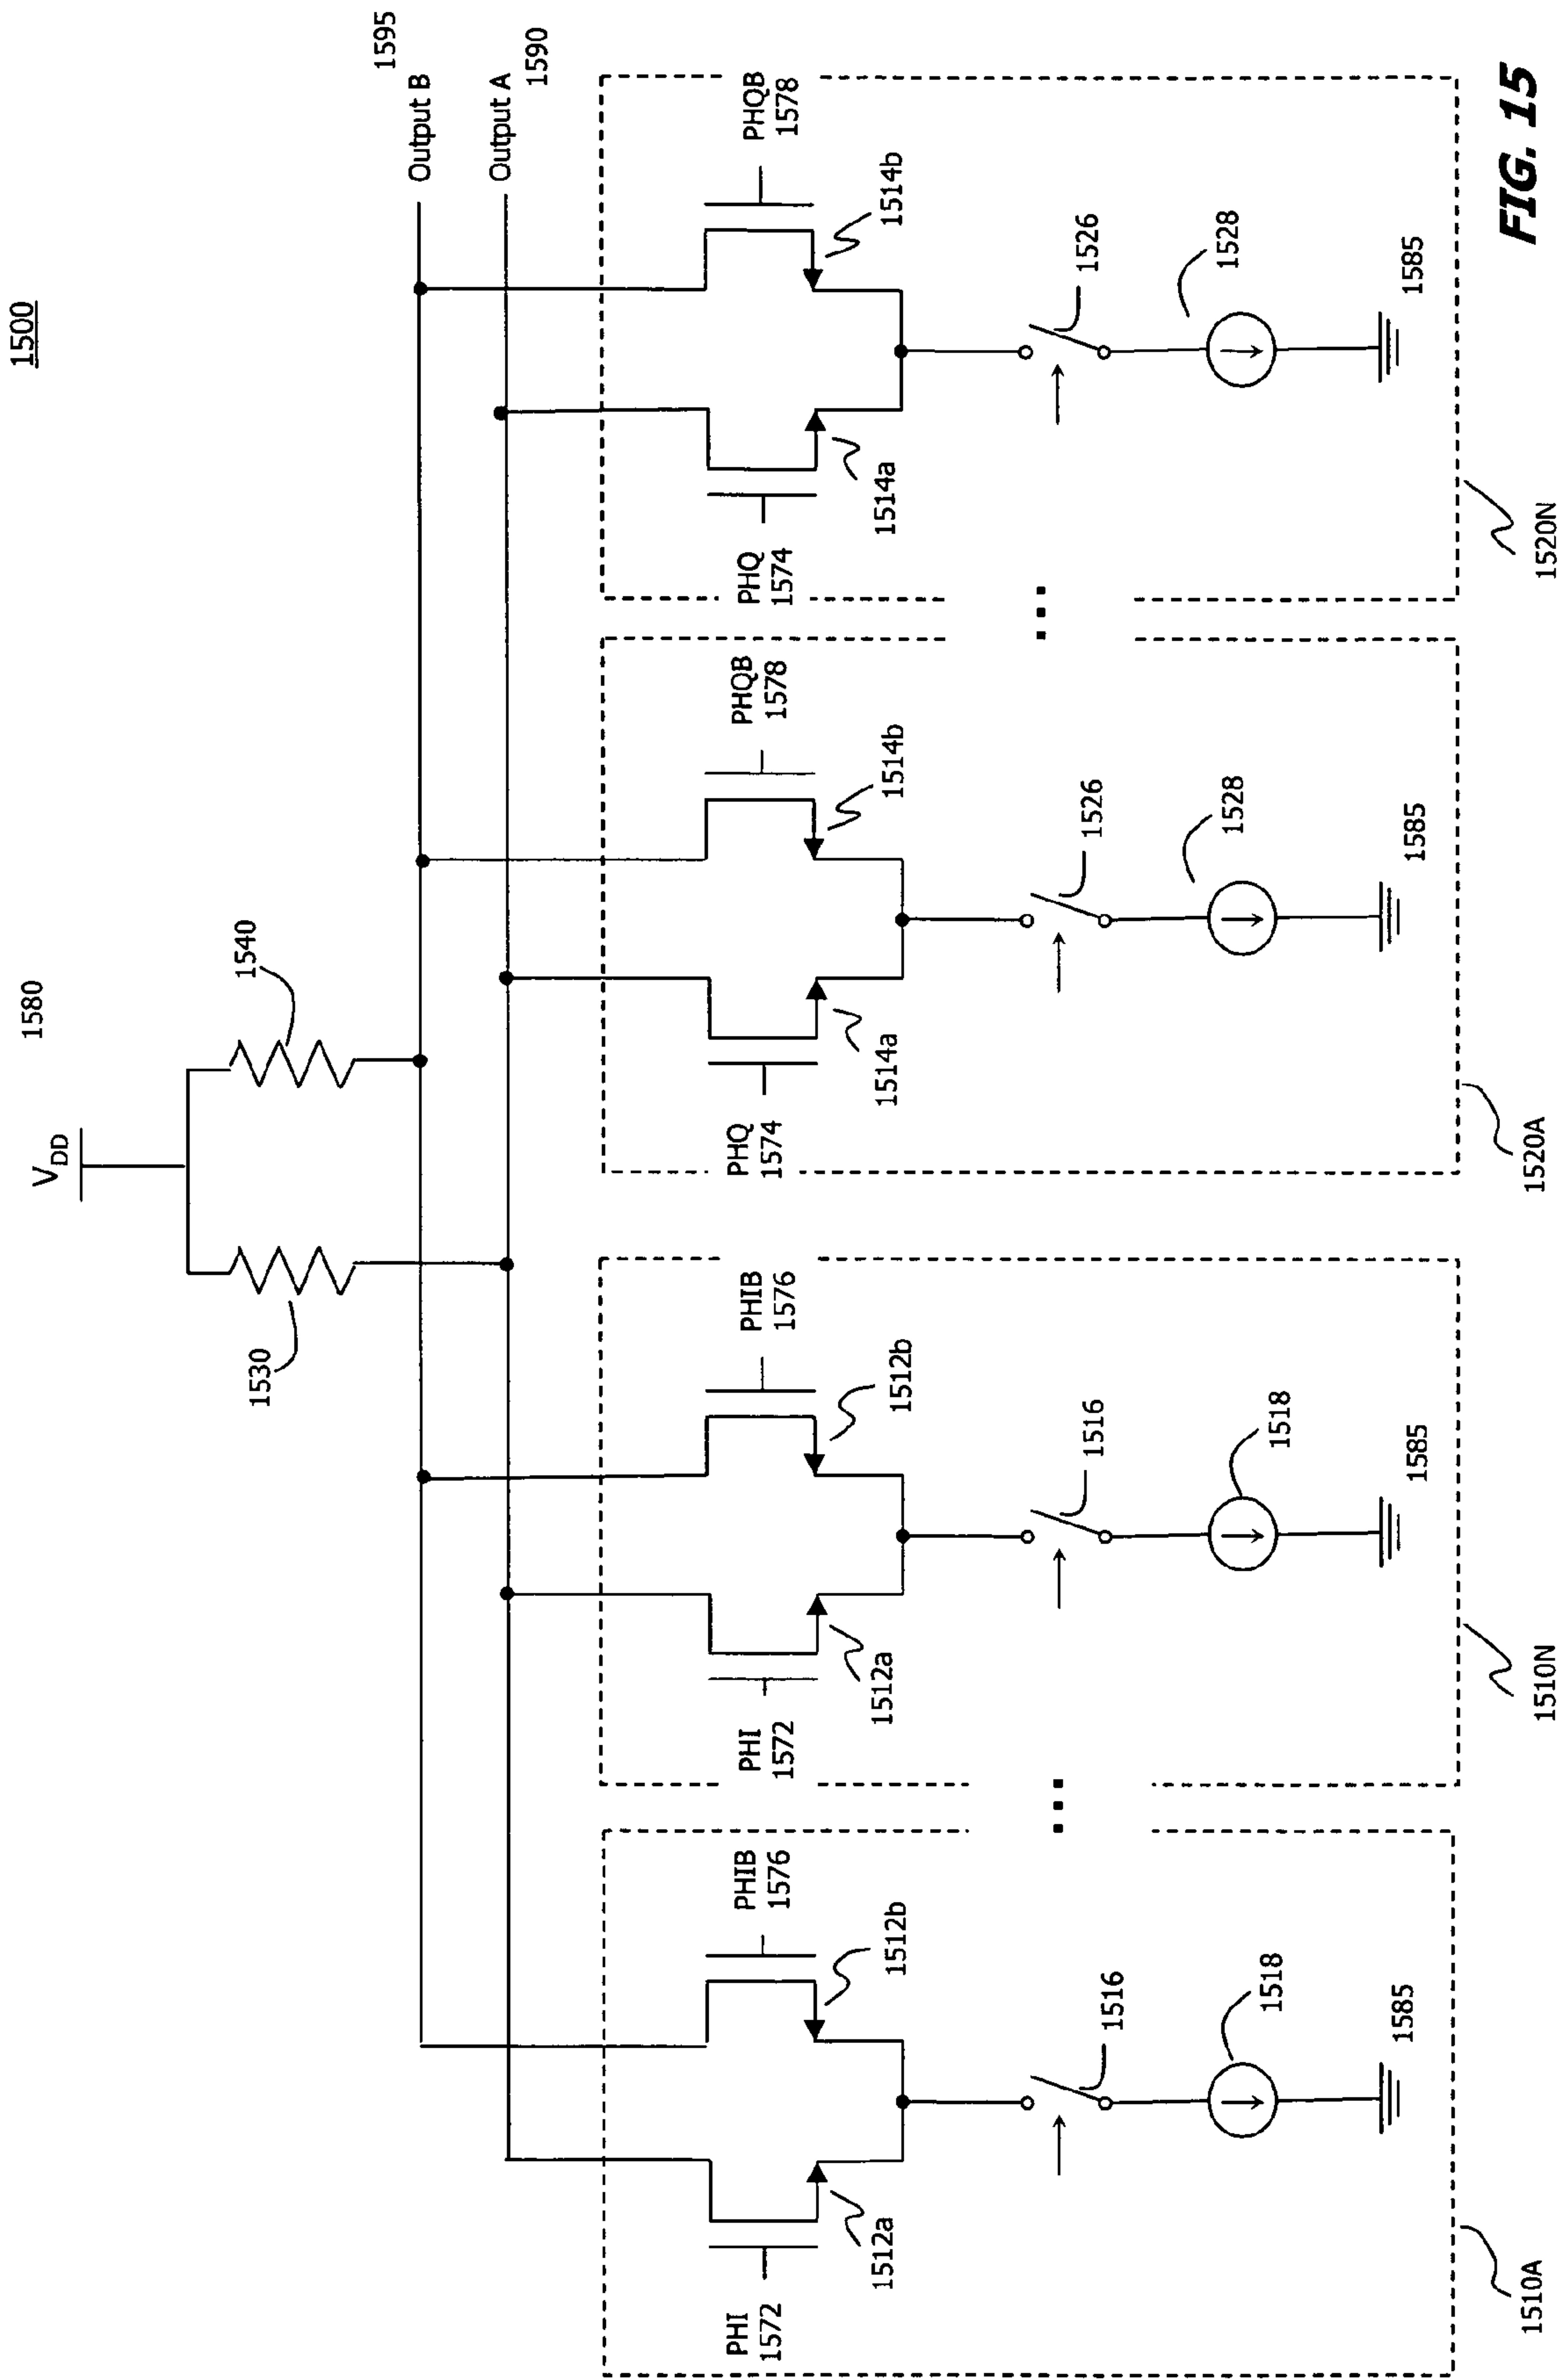 1500
V_DD
1580
1530
1540
1595
Output B
Output A
1590
PHI
1572
1512a
PHIB
1576
1512b
1516
1518
1585
1510A
...
PHI
1572
1512a
PHIB
1576
1512b
1516
1518
1585
1510N
PHQ
1574
1514a
PHQB
1578
1514b
1526
1528
1585
1520A
...
PHQ
1574
1514a
PHQB
1578
1514b
1526
1528
1585
1520N
FIG. 15